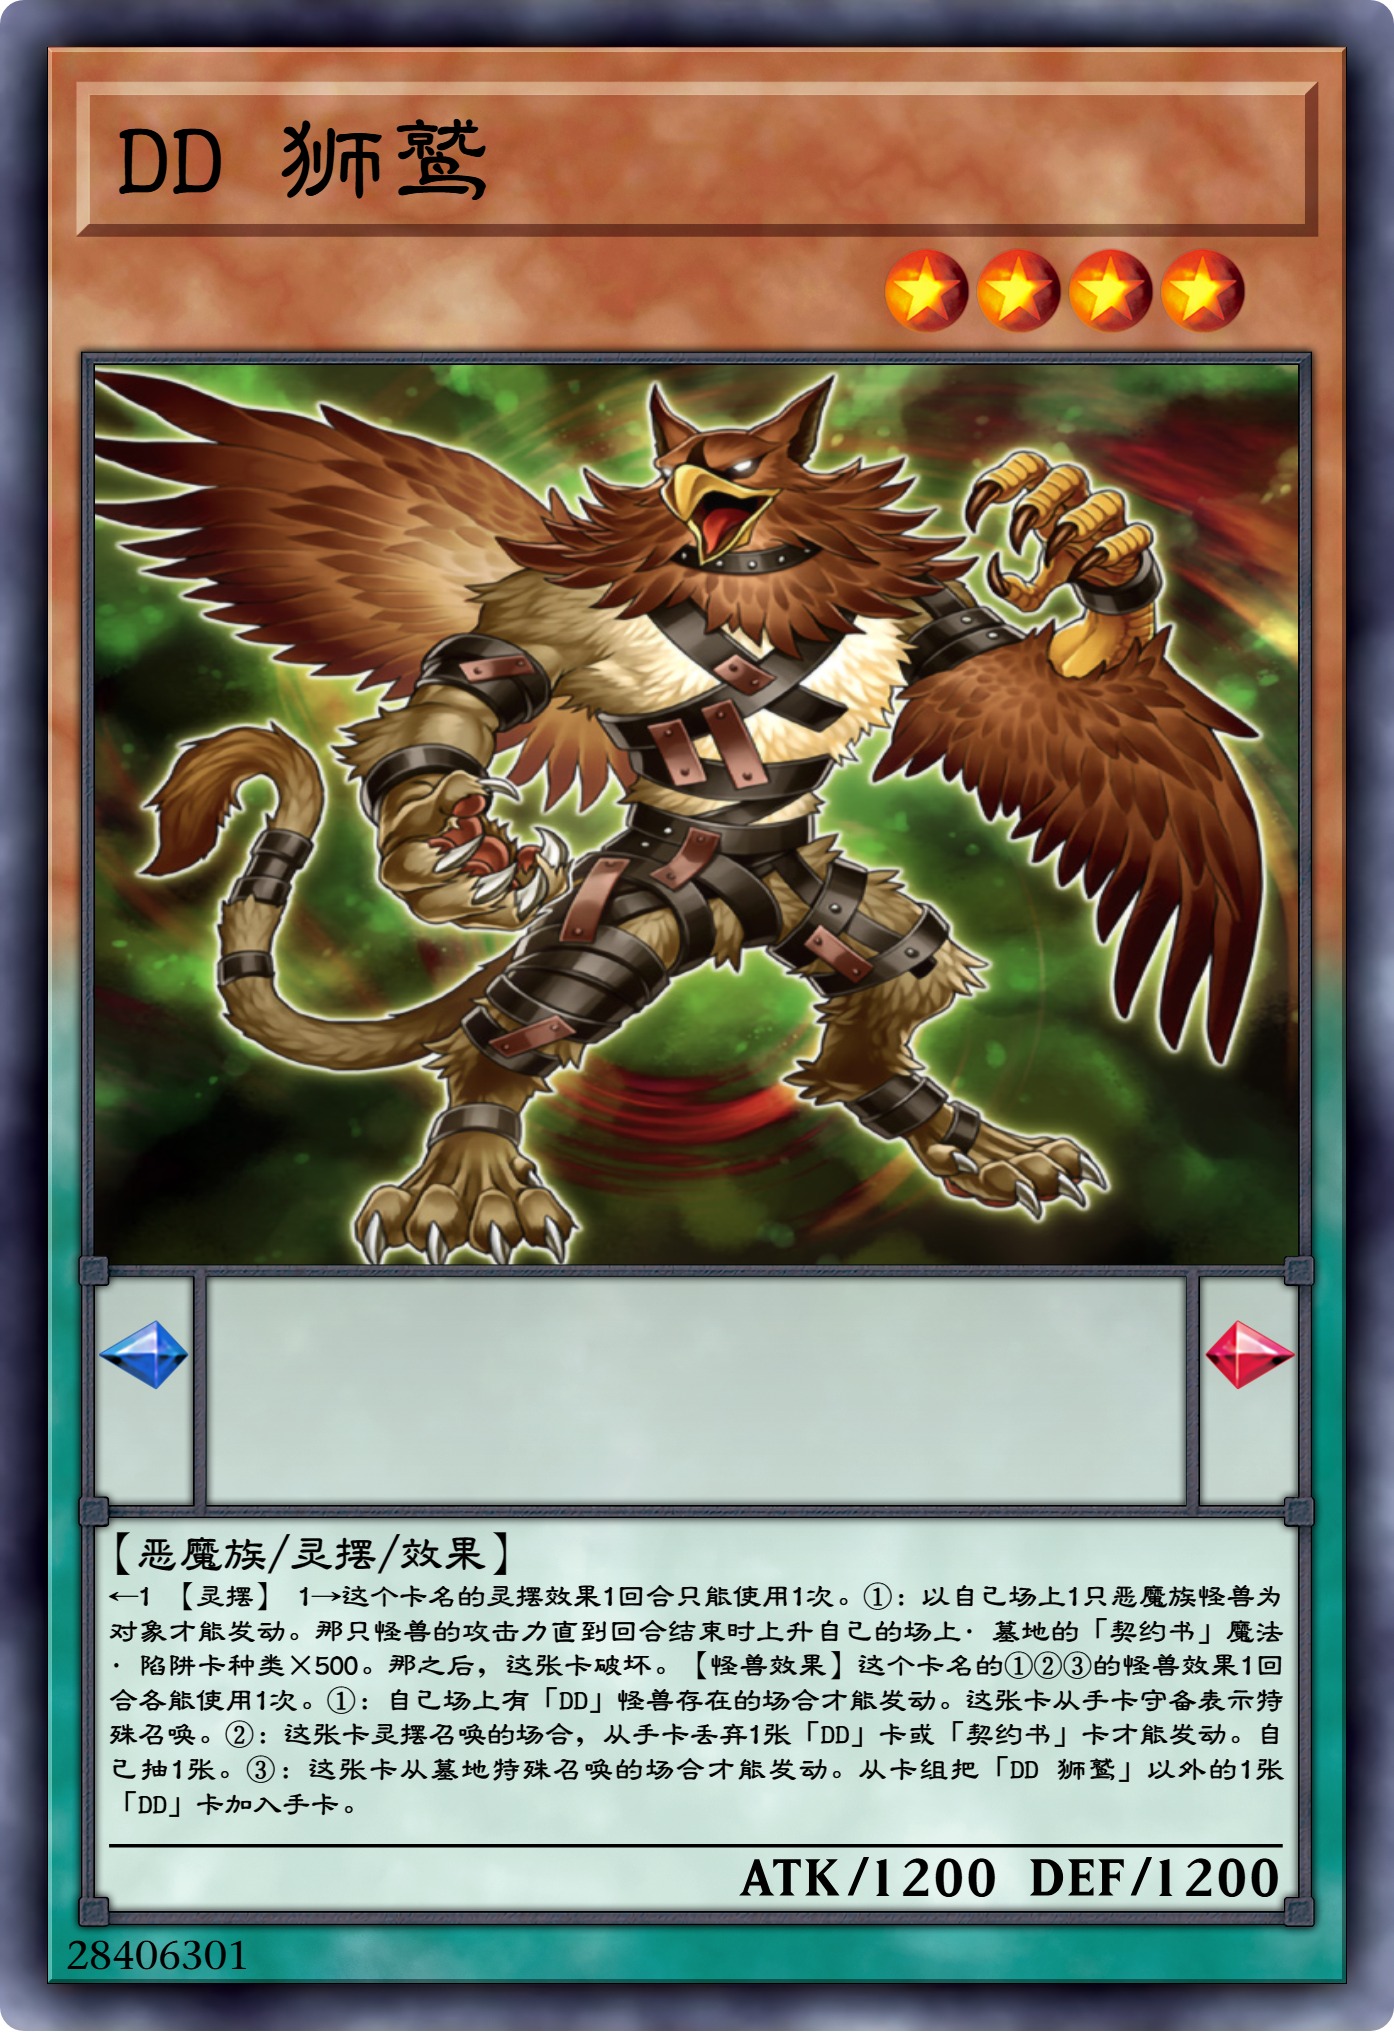 DD 狮鹫
【恶魔族/灵摆/效果】
←1 【灵摆】 1→这个卡名的灵摆效果1回合只能使用1次。①：以自己场上1只恶魔族怪兽为
对象才能发动。那只怪兽的攻击力直到回合结束时上升自己的场上·墓地的「契约书」魔法
·陷阱卡种类×500。那之后，这张卡破坏。【怪兽效果】这个卡名的①②③的怪兽效果1回
合各能使用1次。①：自己场上有「DD」怪兽存在的场合才能发动。这张卡从手卡守备表示特
殊召唤。②：这张卡灵摆召唤的场合，从手卡丢弃1张「DD」卡或「契约书」卡才能发动。自
己抽1张。③：这张卡从墓地特殊召唤的场合才能发动。从卡组把「DD 狮鹫」以外的1张
「DD」卡加入手卡。
ATK/1200 DEF/1200
28406301